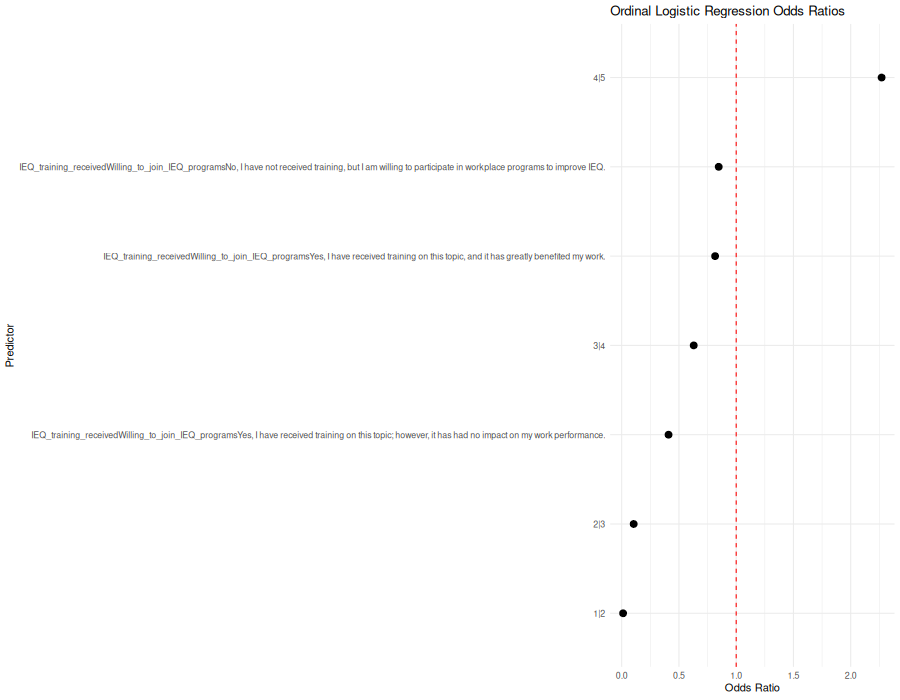 Ordinal Logistic Regression Odds Ratios
4|5
IEQ_training_receivedWilling_to_join_IEQ_programsNo, I have not received training, but I am willing to participate in workplace programs to improve IEQ.
IEQ_training_receivedWilling_to_join_IEQ_programsYes, I have received training on this topic, and it has greatly benefited my work.
Predictor
3|4
IEQ_training_receivedWilling_to_join_IEQ_programsYes, I have received training on this topic; however, it has had no impact on my work performance.
2|3
1|2
0.0 0.5 1.0 1.5 2.0
Odds Ratio